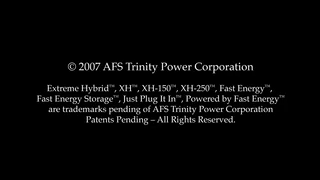 © 2007 AFS Trinity Power Corporation
Extreme Hybrid™, XH™, XH-150™, XH-250™, Fast Energy™,
Fast Energy Storage™, Just Plug It In™, Powered by Fast Energy™
are trademarks pending of AFS Trinity Power Corporation
Patents Pending – All Rights Reserved.